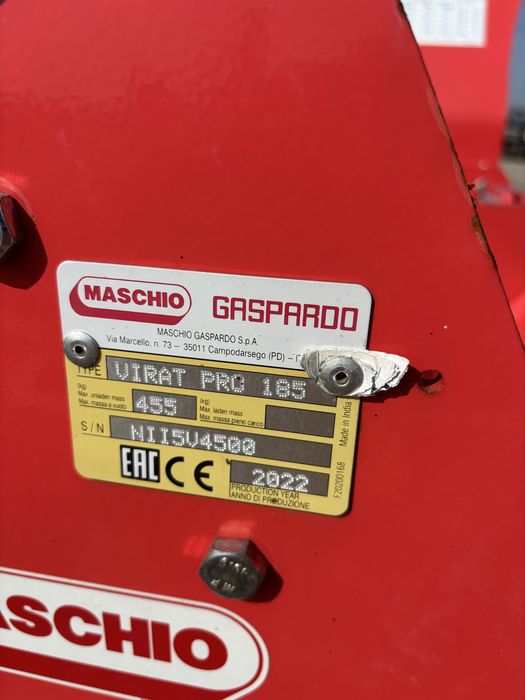 MASCHIO GASPARDO
MASCHIO GASPARDO S.p.A.
Via Marcello, n. 73 – 35011 Campodarsego (PD) –
TYPE VIRAT PRO 185
(kg)
Max. unladen mass
Max. massa a vuoto
455
(kg)
Max. laden mass
Max. massa pieno carico
S/N NII5V4500
EAC CE 2022
PRODUCTION YEAR
ANNO DI PRODUZIONE
Made in India
F20200168
ASCHIO